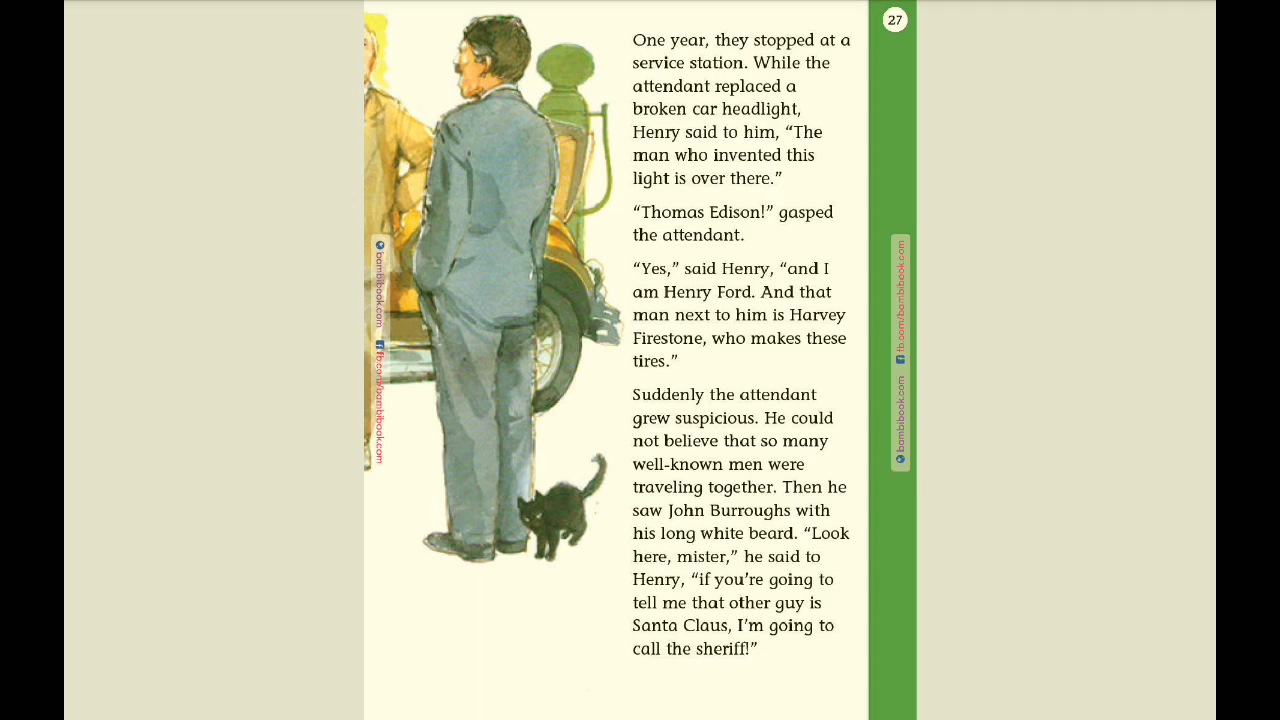 27
One year, they stopped at a
service station. While the
attendant replaced a
broken car headlight,
Henry said to him, “The
man who invented this
light is over there.”
“Thomas Edison!” gasped
the attendant.
“Yes,” said Henry, “and I
am Henry Ford. And that
man next to him is Harvey
Firestone, who makes these
tires.”
Suddenly the attendant
grew suspicious. He could
not believe that so many
well-known men were
traveling together. Then he
saw John Burroughs with
his long white beard. “Look
here, mister,” he said to
Henry, “if you’re going to
tell me that other guy is
Santa Claus, I’m going to
call the sheriff!”
bambibook.com fb.com/bambibook.com
bambibook.com fb.com/bambibook.com